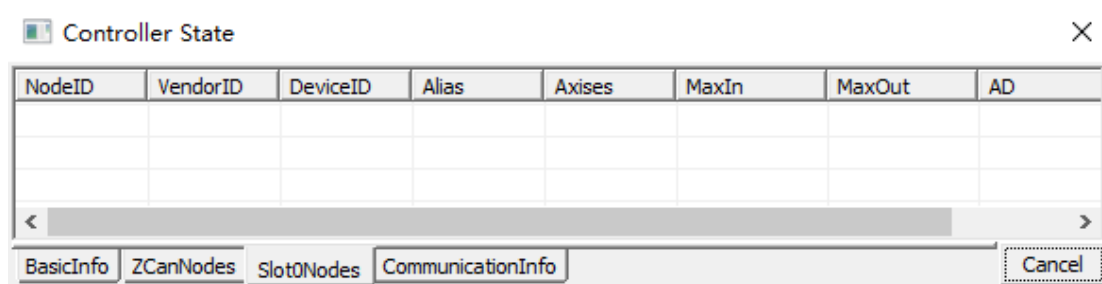 Controller State
NodeID VendorID DeviceID Alias Axises MaxIn MaxOut AD
BasicInfo ZCanNodes Slot0Nodes CommunicationInfo Cancel